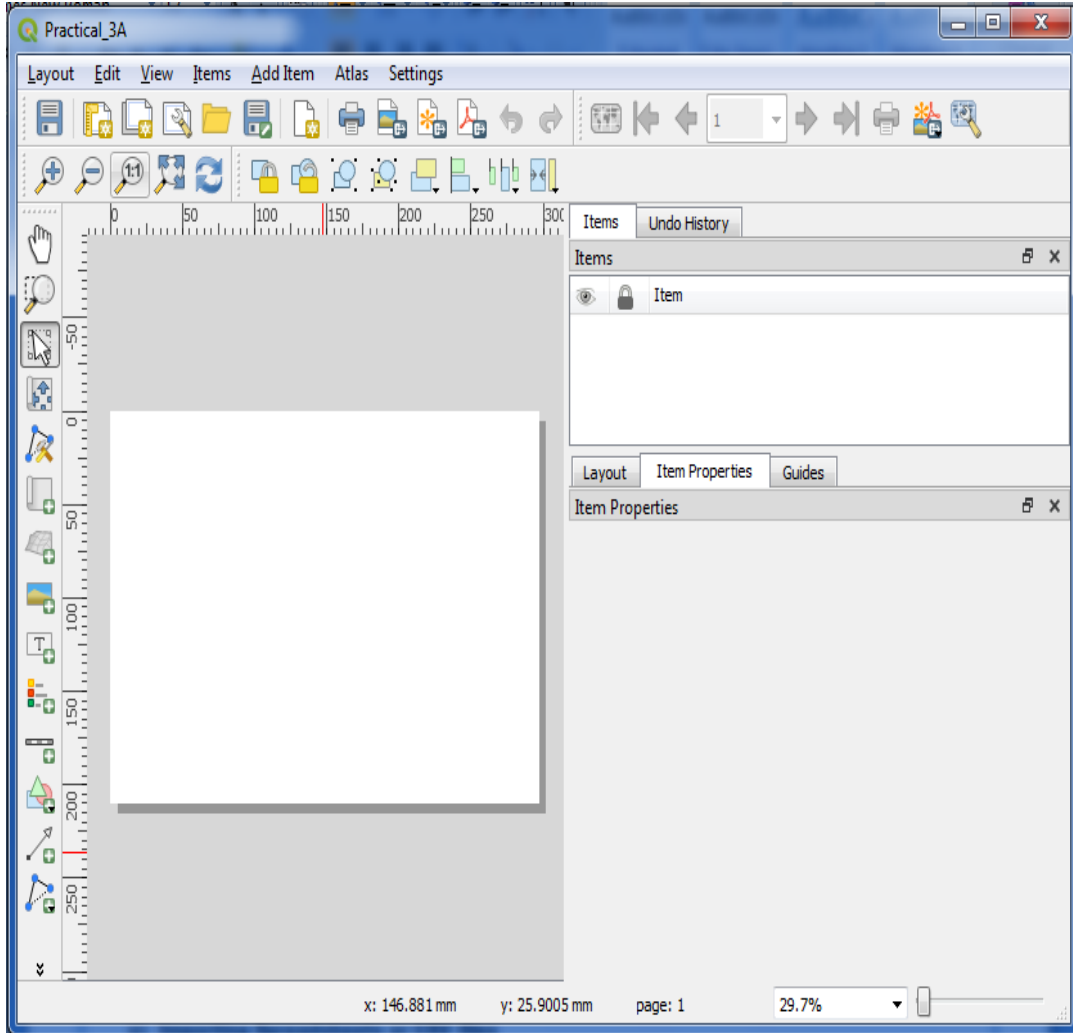 Practical_3A
Layout Edit View Items Add Item Atlas Settings
1
1:1
0 50 100 150 200 250 300
Items Undo History
Items
Item
-50
0
50
100
150
200
250
T
Layout Item Properties Guides
Item Properties
x: 146.881 mm y: 25.9005 mm page: 1 29.7%